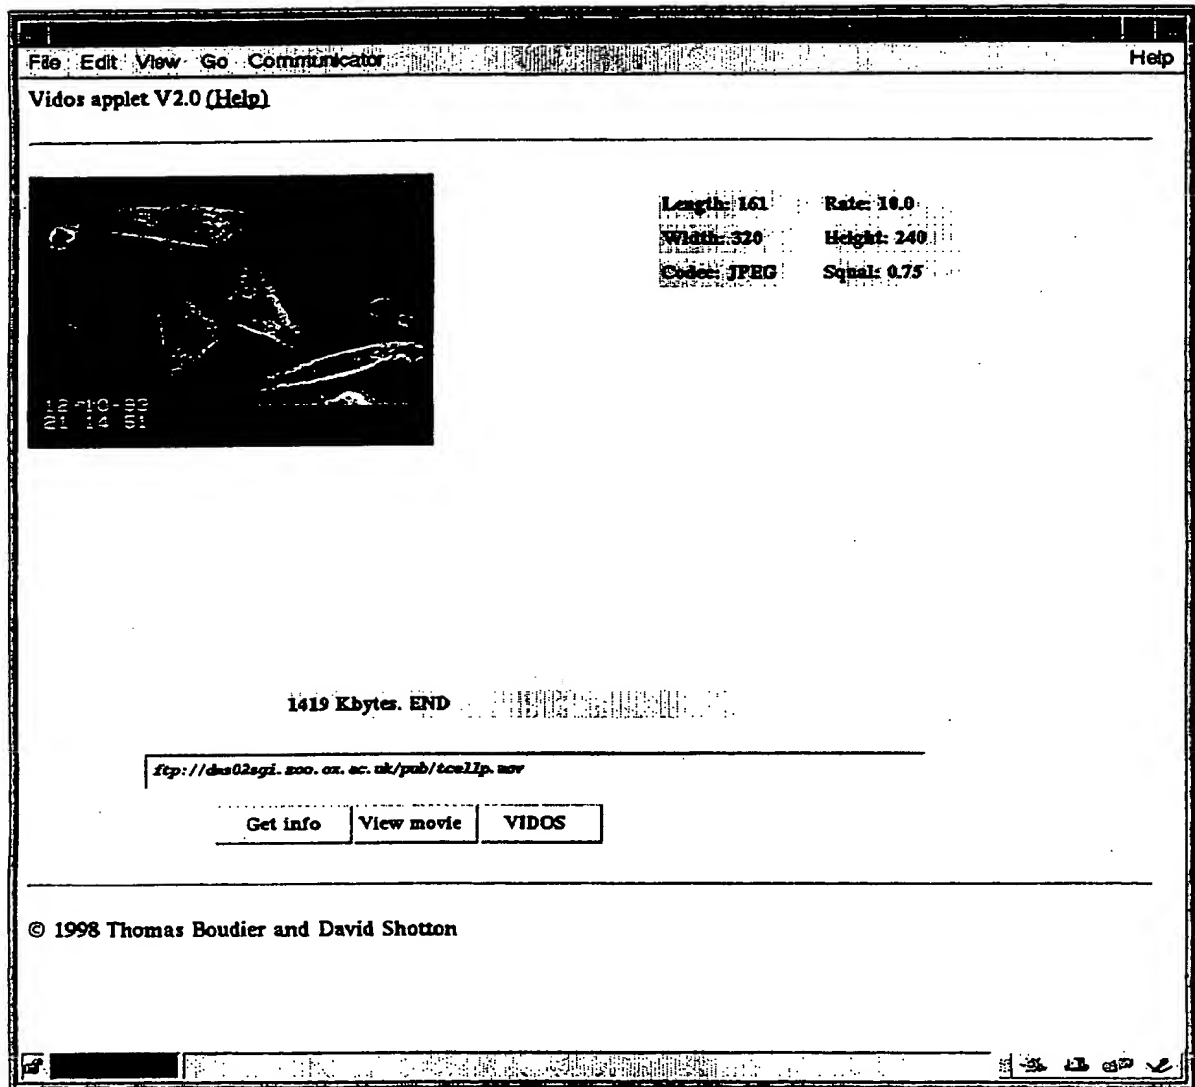 File Edit View Go Communicator Help
Vidos applet V2.0 (Help)
Length: 161 Rate: 10.0
Width: 320 Height: 240
Codec: JPEG Squal: 0.75
12-10-93
21 14 51
1419 Kbytes. END
ftp://dms02sgi.zoo.ox.ac.uk/pub/tcellp.mov
Get info View movie VIDOS
© 1998 Thomas Boudier and David Shotton